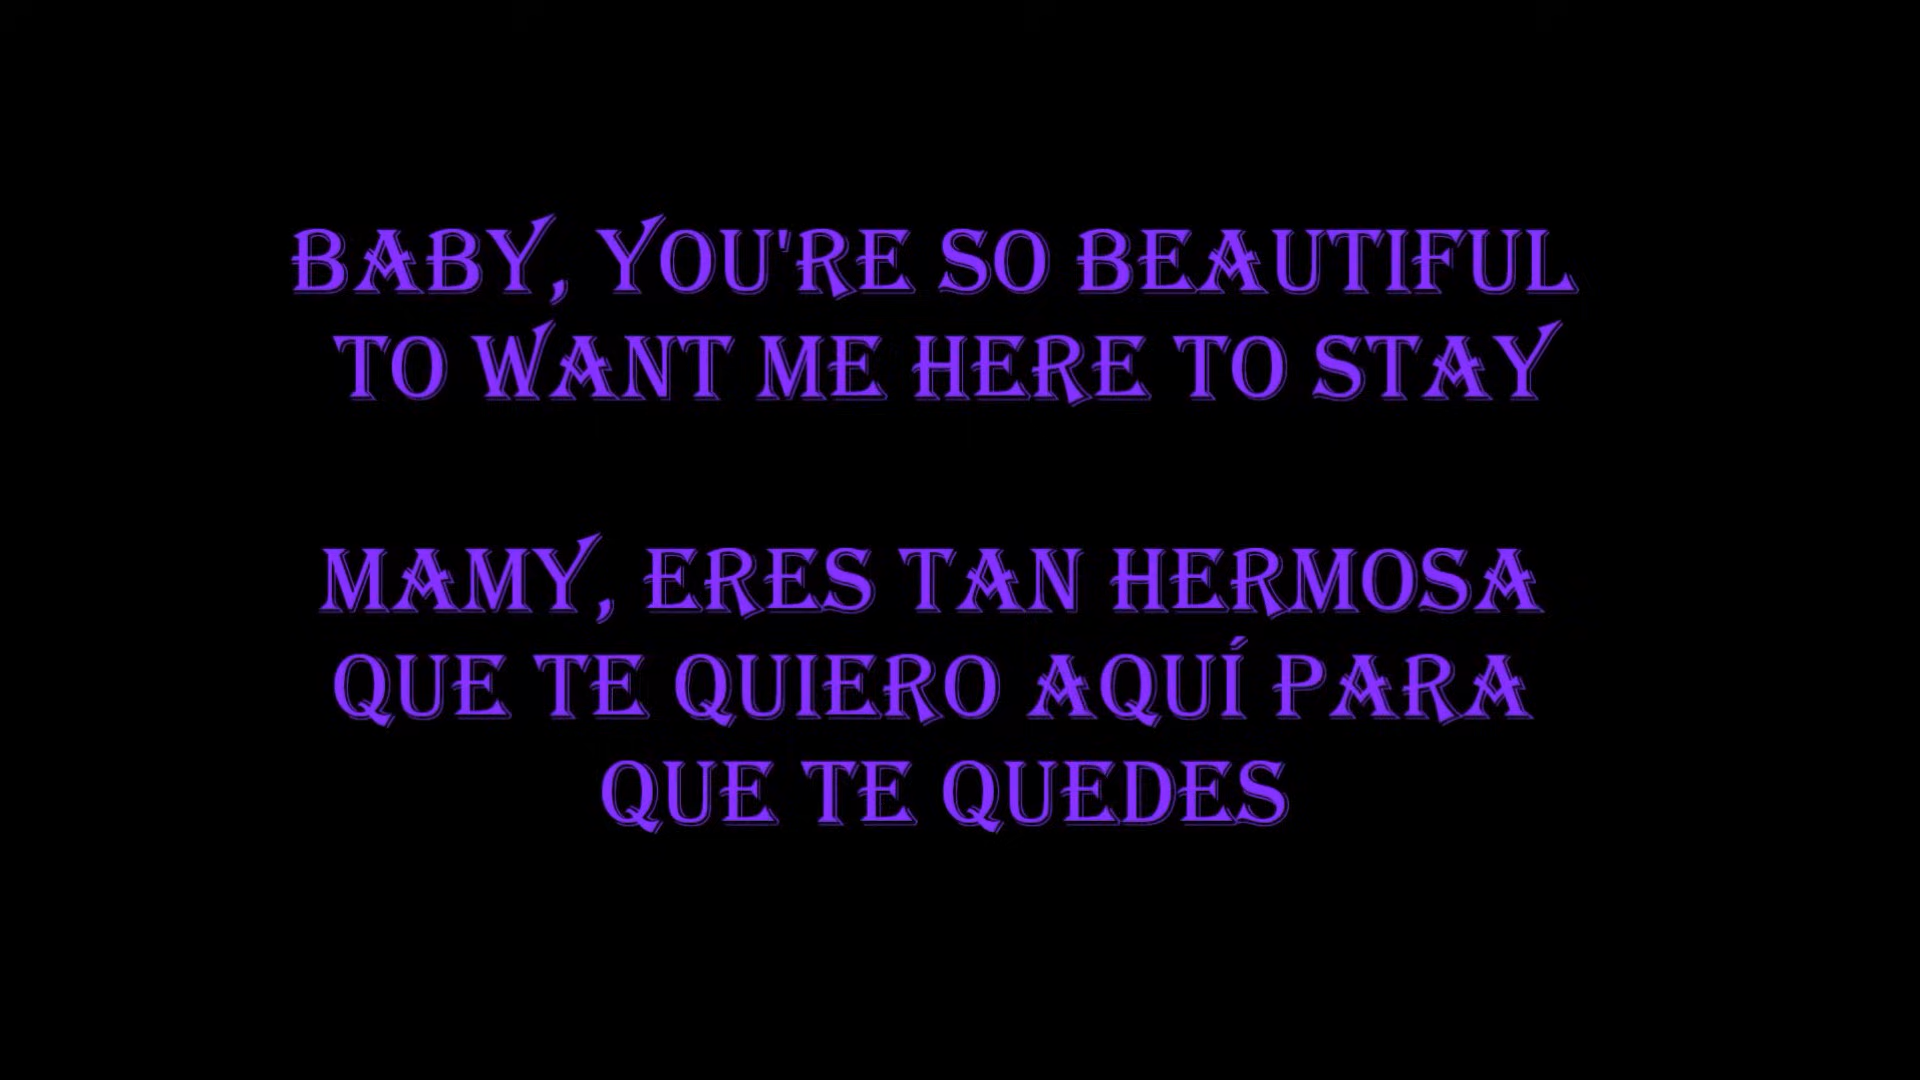 BABY, YOU'RE SO BEAUTIFUL
TO WANT ME HERE TO STAY
MAMY, ERES TAN HERMOSA
QUE TE QUIERO AQUÍ PARA
QUE TE QUEDES